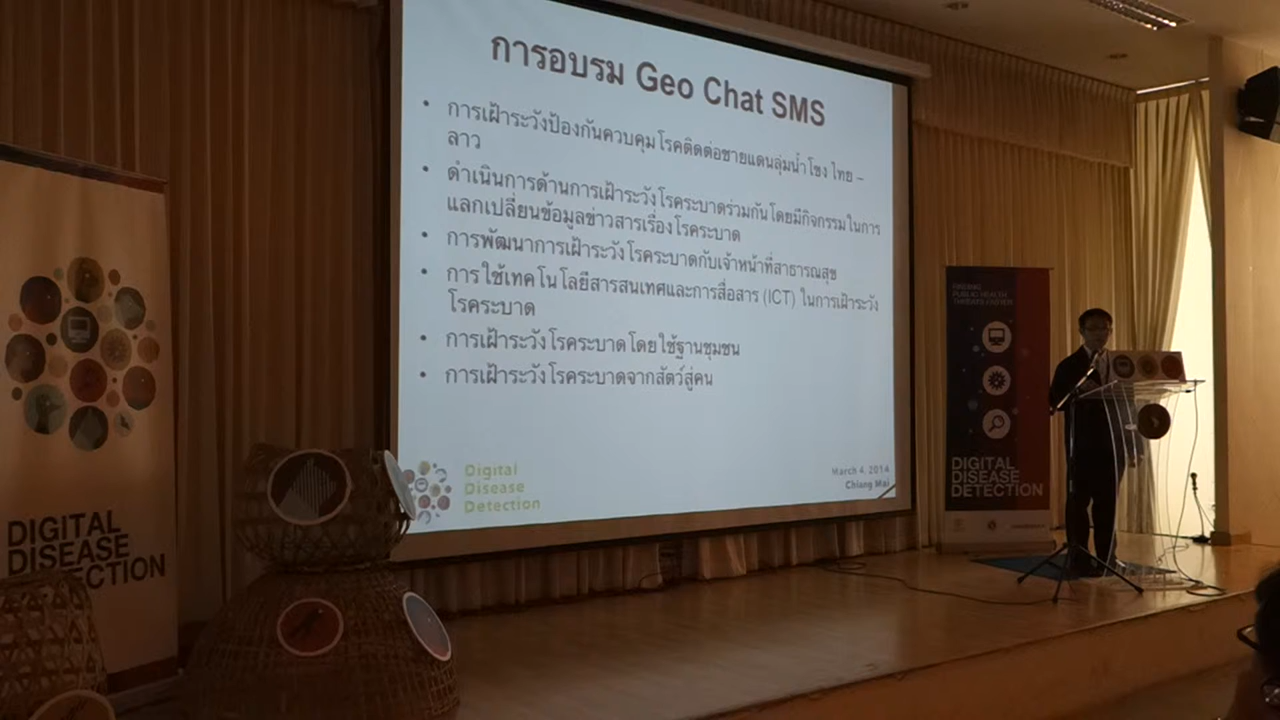 การอบรม Geo Chat SMS
• การเฝ้าระวังป้องกันควบคุมโรคติดต่อชายแดนลุ่มน้ำโขง ไทย –
ลาว
• ดำเนินการด้านการเฝ้าระวังโรคระบาดร่วมกันโดยมีกิจกรรมในการ
แลกเปลี่ยนข้อมูลข่าวสารเรื่องโรคระบาด
• การพัฒนาการเฝ้าระวังโรคระบาดกับเจ้าหน้าที่สาธารณสุข
• การใช้เทคโนโลยีสารสนเทศและการสื่อสาร (ICT) ในการเฝ้าระวัง
โรคระบาด
• การเฝ้าระวังโรคระบาดโดยใช้ฐานชุมชน
• การเฝ้าระวังโรคระบาดจากสัตว์สู่คน
Digital
Disease
Detection
March 4, 2014
Chiang Mai
DIGITAL
DISEASE
DETECTION
FINDING
PUBLIC HEALTH
THREATS FASTER
DIGITAL
DISEASE
DETECTION